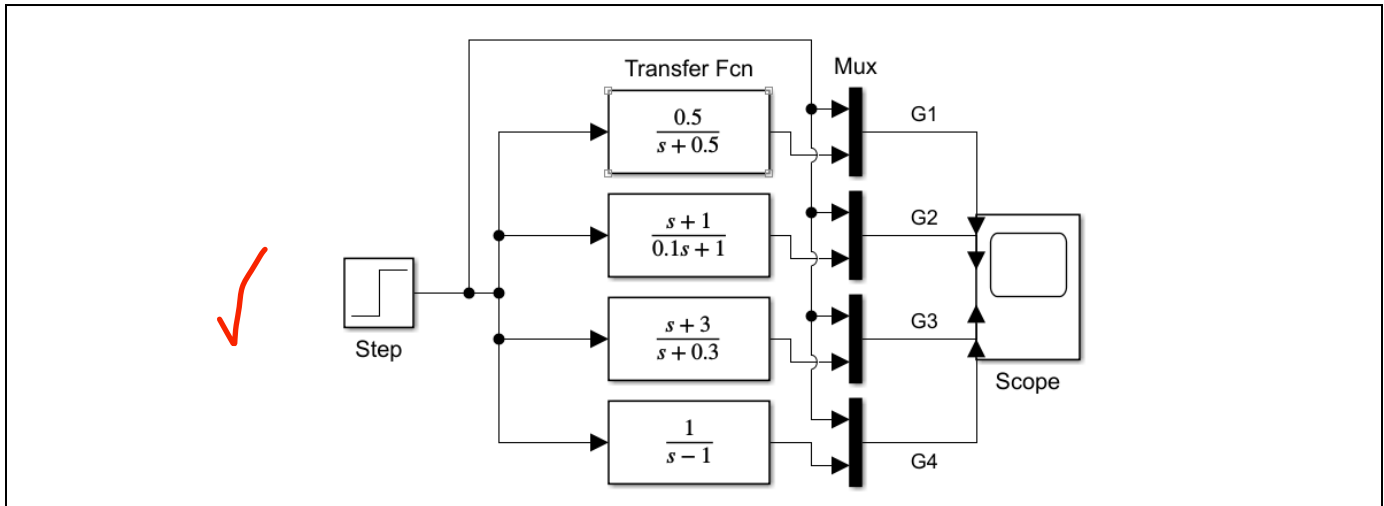 Transfer Fcn
Mux
0.5
s + 0.5
G1
s + 1
0.1s + 1
G2
Step
s + 3
s + 0.3
G3
Scope
1
s − 1
G4